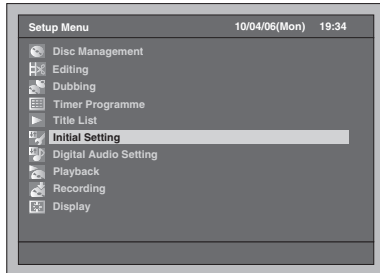 Setup Menu 10/04/06(Mon) 19:34
Disc Management
Editing
Dubbing
Timer Programme
Title List
Initial Setting
Digital Audio Setting
Playback
Recording
Display